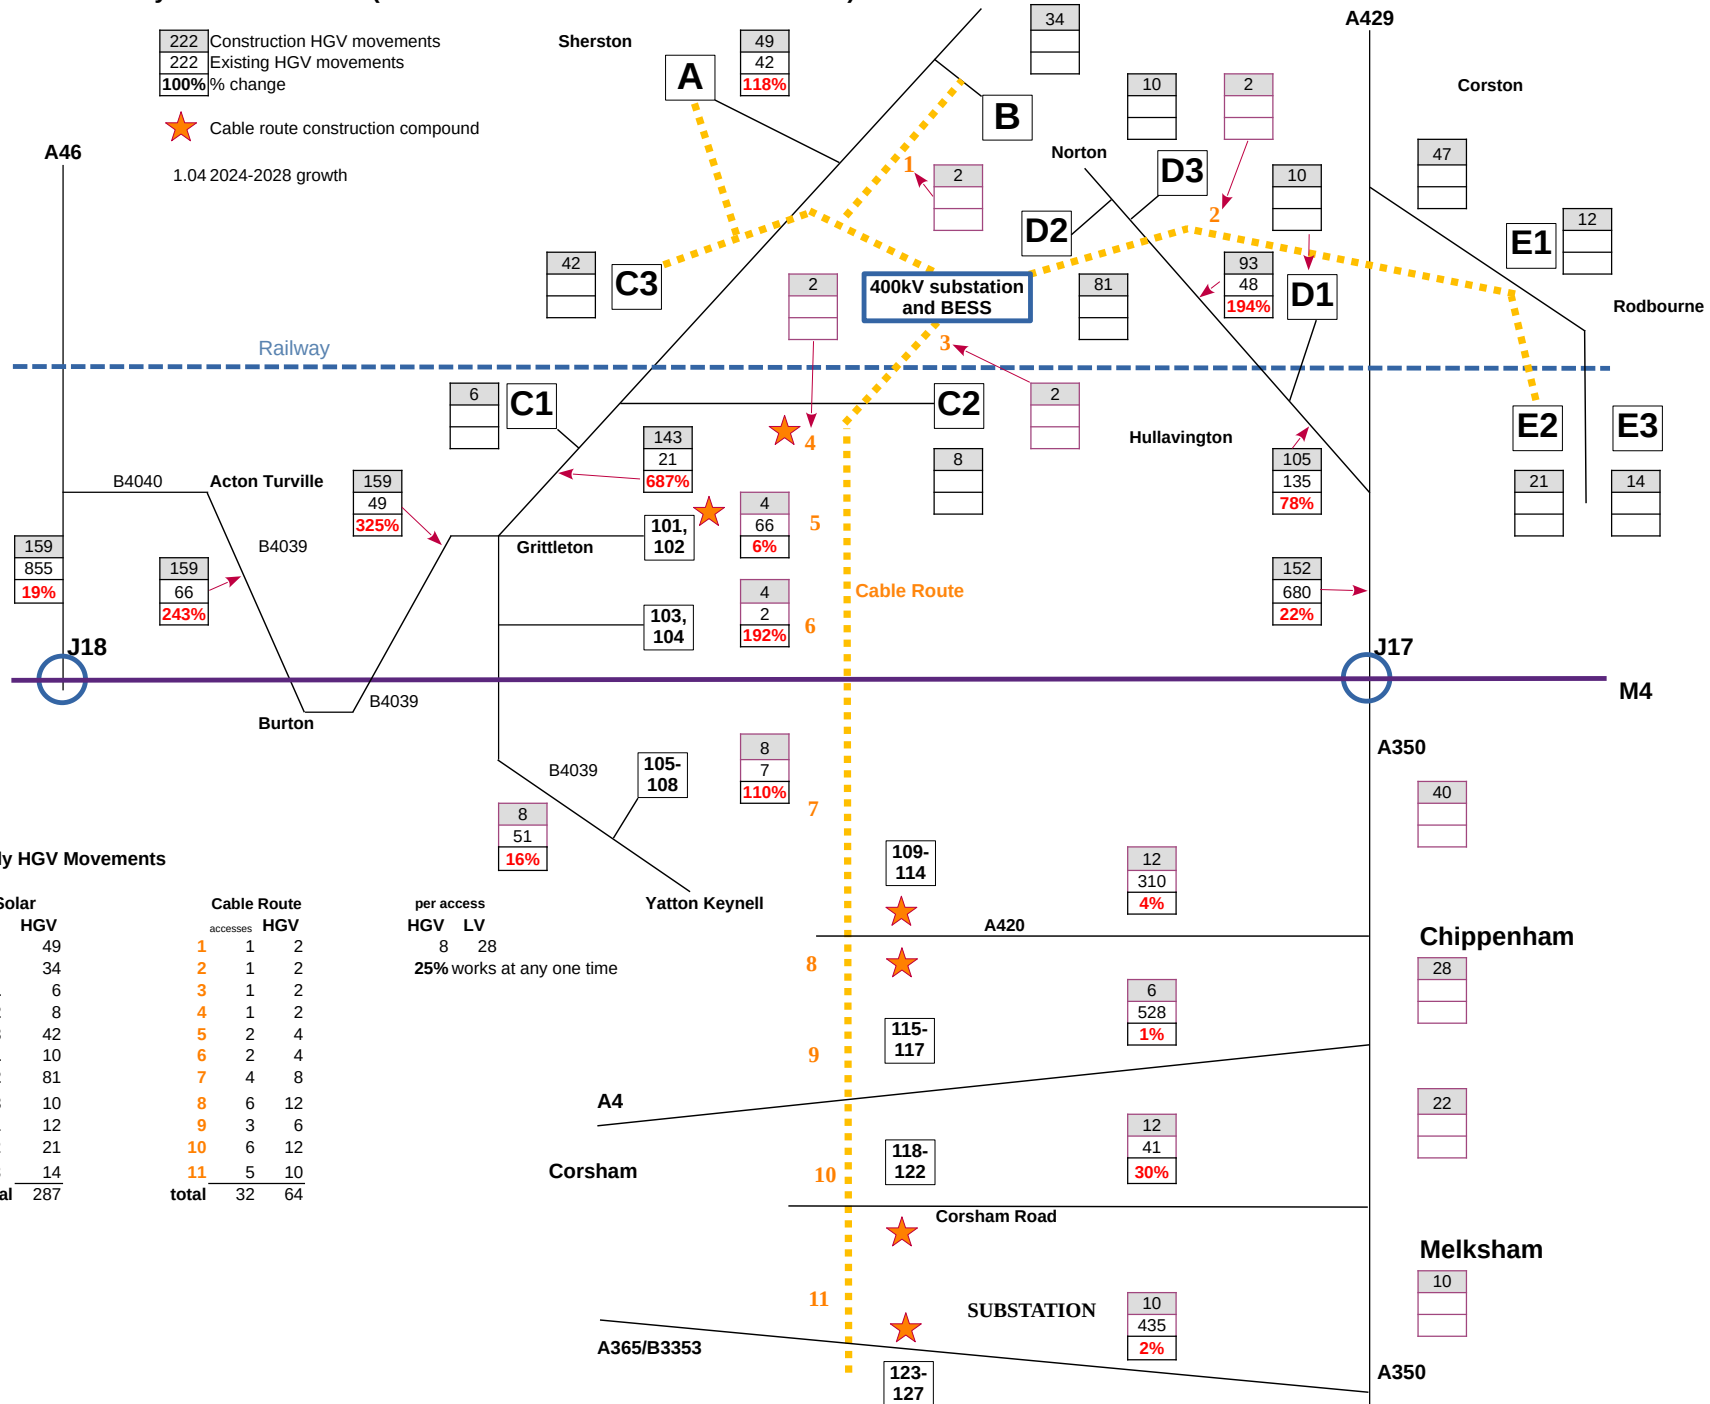 222 Construction HGV movements
222 Existing HGV movements
100% % change
Cable route construction compound
1.04 2024-2028 growth
Sherston
A
49
42
118%
34
B
A429
Corston
10
2
Norton
D3
10
47
A46
1
2
2
D2
E1
12
42
C3
2
400kV substation
and BESS
81
93
48
194%
D1
Rodbourne
Railway
3
6
C1
C2
2
E2
E3
4
143
21
687%
Hullavington
8
105
135
78%
21
14
B4040
Acton Turville
159
49
325%
4
66
6%
5
101,
102
Grittleton
B4039
159
855
19%
159
66
243%
4
2
192%
6
103,
104
Cable Route
152
680
22%
J18
J17
M4
B4039
Burton
A350
8
7
110%
B4039
105-
108
7
40
8
51
16%
109-
114
12
310
4%
Yatton Keynell
A420
Chippenham
28
8
6
528
1%
115-
117
9
A4
22
12
41
30%
118-
122
Corsham
10
Corsham Road
Melksham
10
11
SUBSTATION
10
435
2%
A365/B3353
A350
123-
127
ly HGV Movements
Solar
HGV
49
34
6
8
42
10
81
10
12
21
14
al 287
Cable Route
accesses HGV
1 1 2
2 1 2
3 1 2
4 1 2
5 2 4
6 2 4
7 4 8
8 6 12
9 3 6
10 6 12
11 5 10
total 32 64
per access
HGV LV
8 28
25% works at any one time